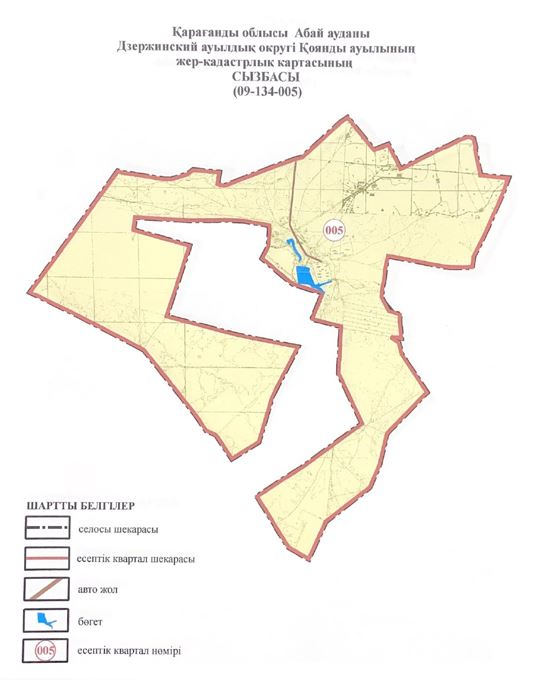 Қарағанды облысы Абай ауданы
Дзержинский ауылдық округі Қоянды ауылының
жер-кадастрлық картасының
СЫЗБАСЫ
(09-134-005)
005
ШАРТТЫ БЕЛГІЛЕР
селосы шекарасы
есептік квартал шекарасы
авто жол
бөгет
005
есептік квартал нөмірі